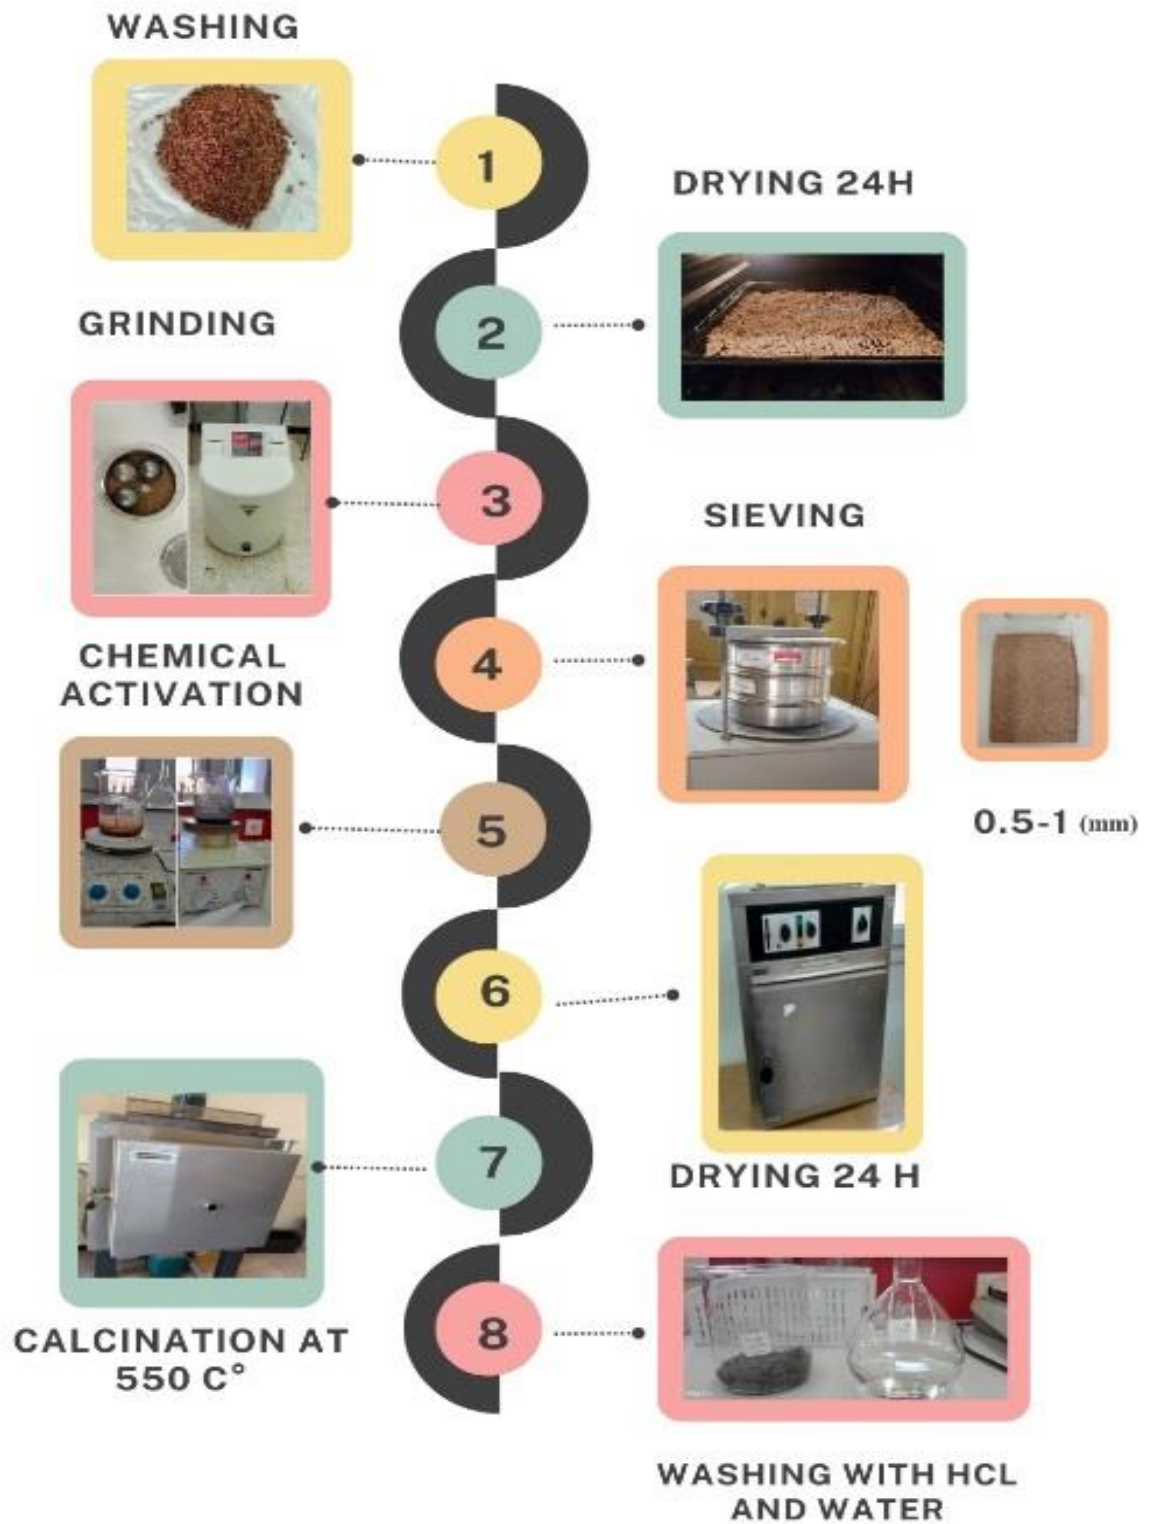 WASHING
1
DRYING 24H
2
GRINDING
3
SIEVING
4
0.5-1 (mm)
CHEMICAL
ACTIVATION
5
6
DRYING 24 H
7
CALCINATION AT
550 C°
8
WASHING WITH HCL
AND WATER